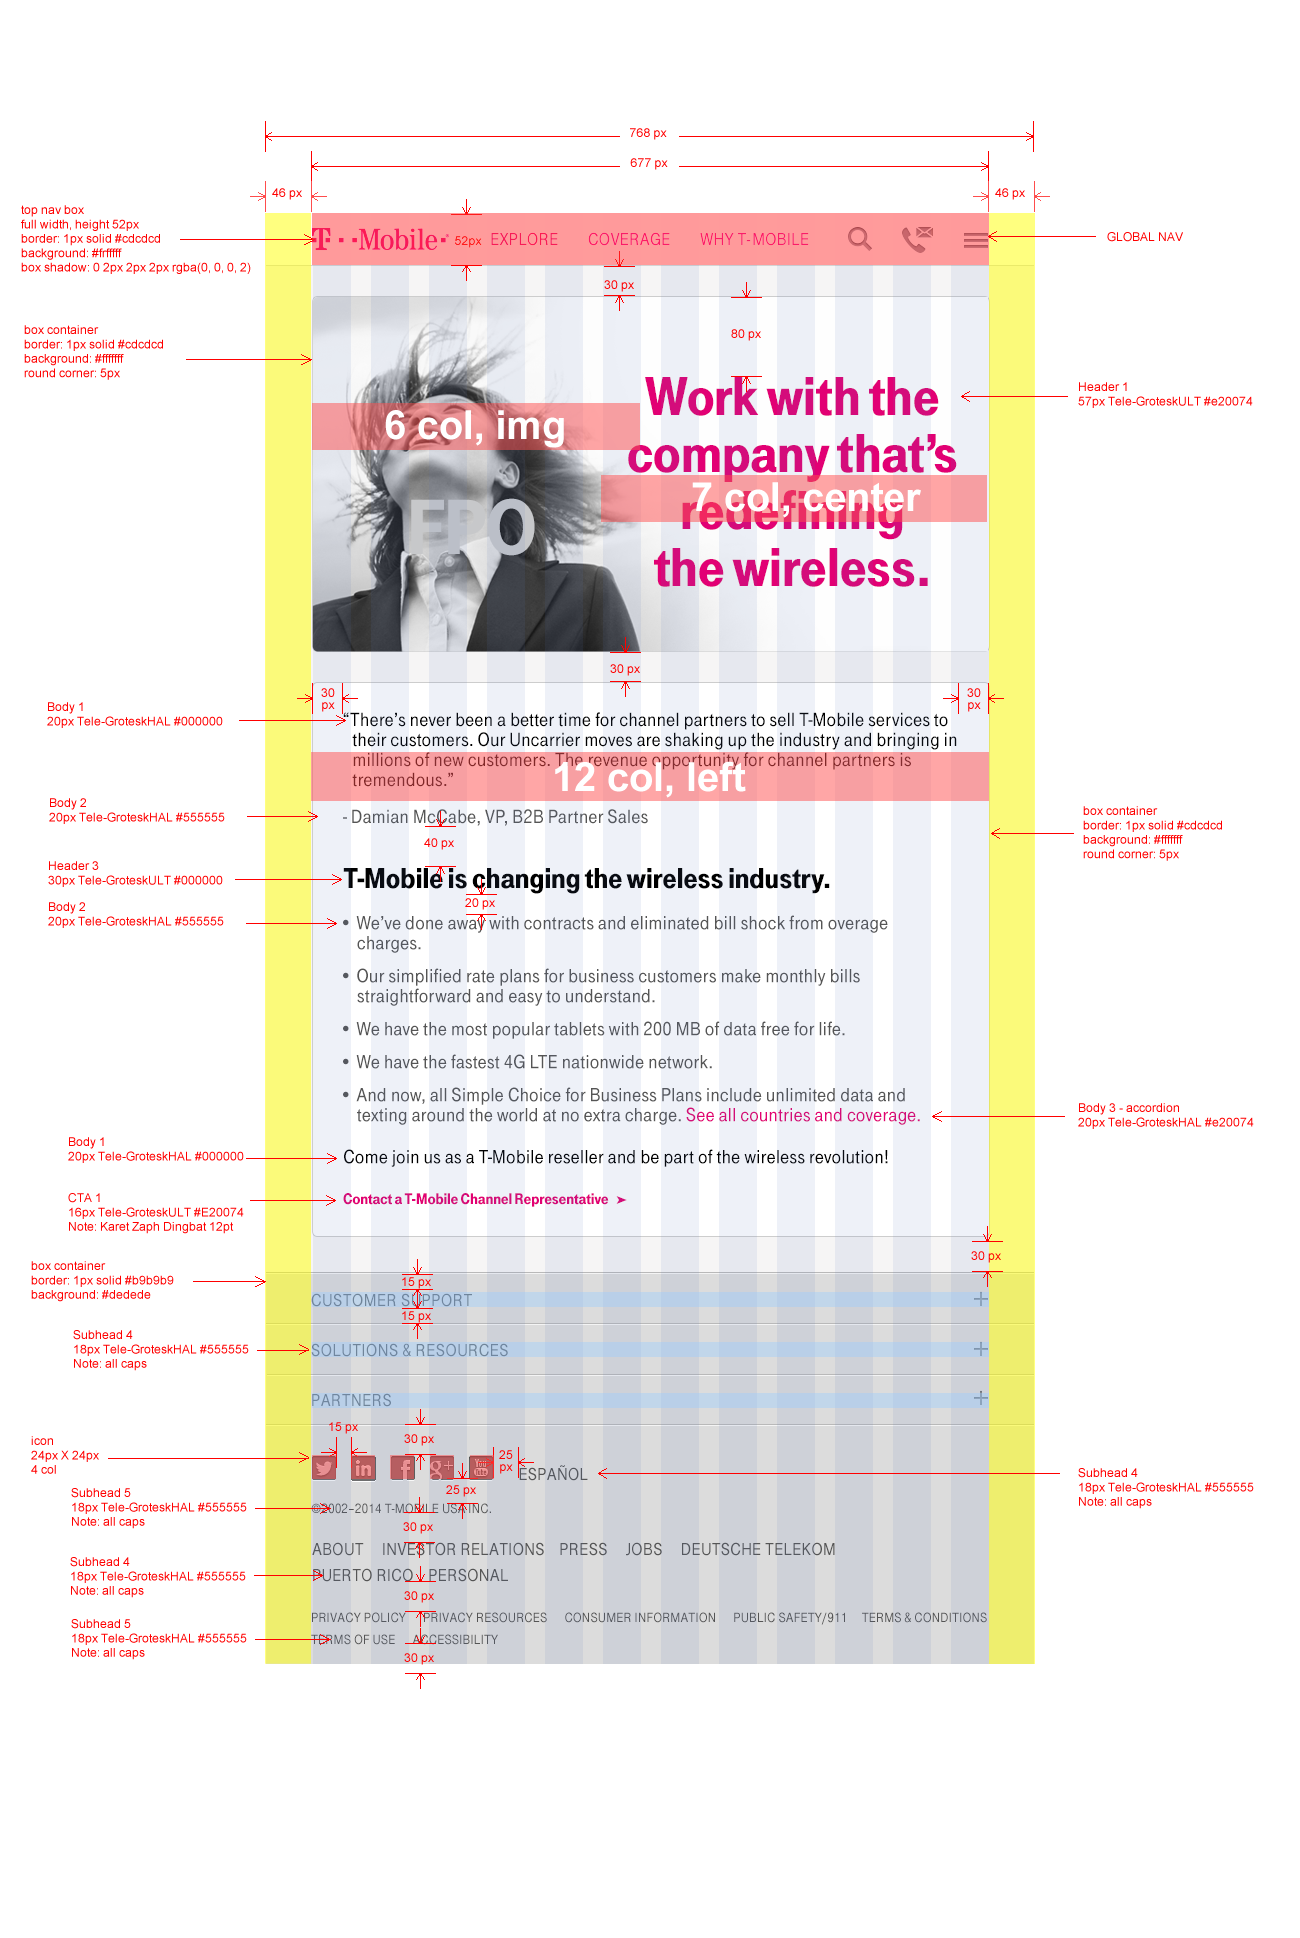 768 px
677 px
46 px
46 px
top nav box
full width, height 52px
border: 1px solid #cdcdcd
background: #frffff
box shadow: 0 2px 2px 2px rgba(0, 0, 0, 2)
T··Mobile·
52px
EXPLORE
COVERAGE
WHY T-MOBILE
GLOBAL NAV
30 px
box container
border: 1px solid #cdcdcd
background: #ffffffff
round corner: 5px
80 px
Header 1
57px Tele-GroteskULT #e20074
Work with the
company that's
redefining
the wireless.
6 col, img
7 col, center
EPO
30 px
30
px
30
px
Body 1
20px Tele-GroteskHAL #000000
“There’s never been a better time for channel partners to sell T-Mobile services to
their customers. Our Uncarrier moves are shaking up the industry and bringing in
millions of new customers. The revenue opportunity for channel partners is
tremendous.”
12 col, left
Body 2
20px Tele-GroteskHAL #555555
- Damian McCabe, VP, B2B Partner Sales
box container
border: 1px solid #cdcdcd
background: #ffffffff
round corner: 5px
40 px
Header 3
30px Tele-GroteskULT #000000
T-Mobile is changing the wireless industry.
20 px
Body 2
20px Tele-GroteskHAL #555555
• We’ve done away with contracts and eliminated bill shock from overage
charges.
• Our simplified rate plans for business customers make monthly bills
straightforward and easy to understand.
• We have the most popular tablets with 200 MB of data free for life.
• We have the fastest 4G LTE nationwide network.
• And now, all Simple Choice for Business Plans include unlimited data and
texting around the world at no extra charge. See all countries and coverage.
Body 3 - accordion
20px Tele-GroteskHAL #e20074
Body 1
20px Tele-GroteskHAL #000000
Come join us as a T-Mobile reseller and be part of the wireless revolution!
CTA 1
16px Tele-GroteskULT #E20074
Note: Karet Zaph Dingbat 12pt
Contact a T-Mobile Channel Representative ➤
30 px
box container
border: 1px solid #b9b9b9
background: #dedede
15 px
CUSTOMER SUPPORT +
15 px
Subhead 4
18px Tele-GroteskHAL #555555
Note: all caps
SOLUTIONS & RESOURCES +
PARTNERS +
15 px
30 px
icon
24px X 24px
4 col
in
f
g+
You
Tube
25
px
ESPAÑOL
Subhead 4
18px Tele-GroteskHAL #555555
Note: all caps
25 px
Subhead 5
18px Tele-GroteskHAL #555555
Note: all caps
©2002–2014 T-MOBILE USA INC.
30 px
ABOUT INVESTOR RELATIONS PRESS JOBS DEUTSCHE TELEKOM
Subhead 4
18px Tele-GroteskHAL #555555
Note: all caps
PUERTO RICO PERSONAL
30 px
PRIVACY POLICY PRIVACY RESOURCES CONSUMER INFORMATION PUBLIC SAFETY/911 TERMS & CONDITIONS
Subhead 5
18px Tele-GroteskHAL #555555
Note: all caps
TERMS OF USE ACCESSIBILITY
30 px